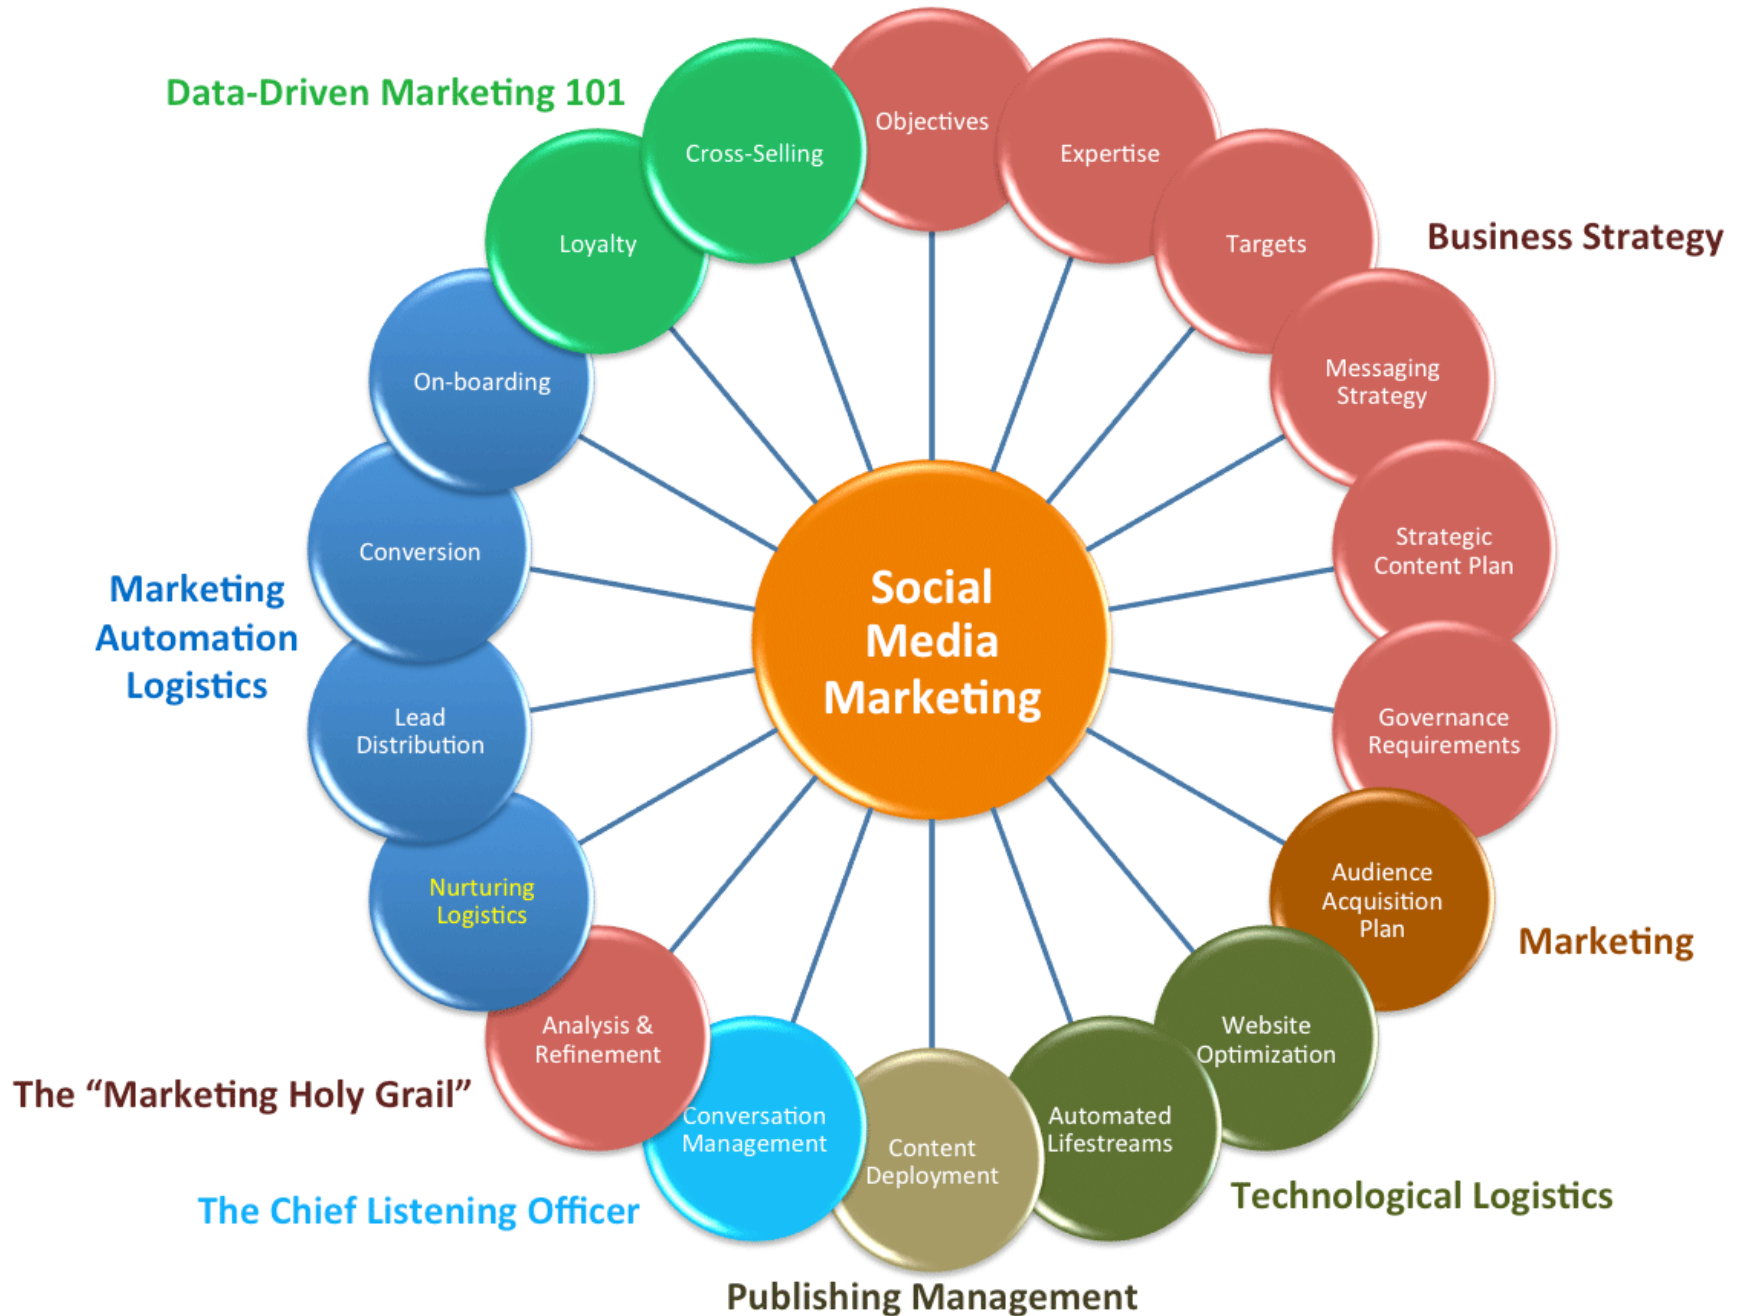 Data-Driven Marketing 101
Cross-Selling
Objectives
Expertise
Loyalty
Targets
Business Strategy
On-boarding
Messaging
Strategy
Conversion
Strategic
Content Plan
Marketing
Automation
Logistics
Social
Media
Marketing
Lead
Distribution
Governance
Requirements
Nurturing
Logistics
Audience
Acquisition
Plan
Marketing
Analysis &
Refinement
Website
Optimization
The “Marketing Holy Grail”
Conversation
Management
Content
Deployment
Automated
Lifestreams
The Chief Listening Officer
Technological Logistics
Publishing Management